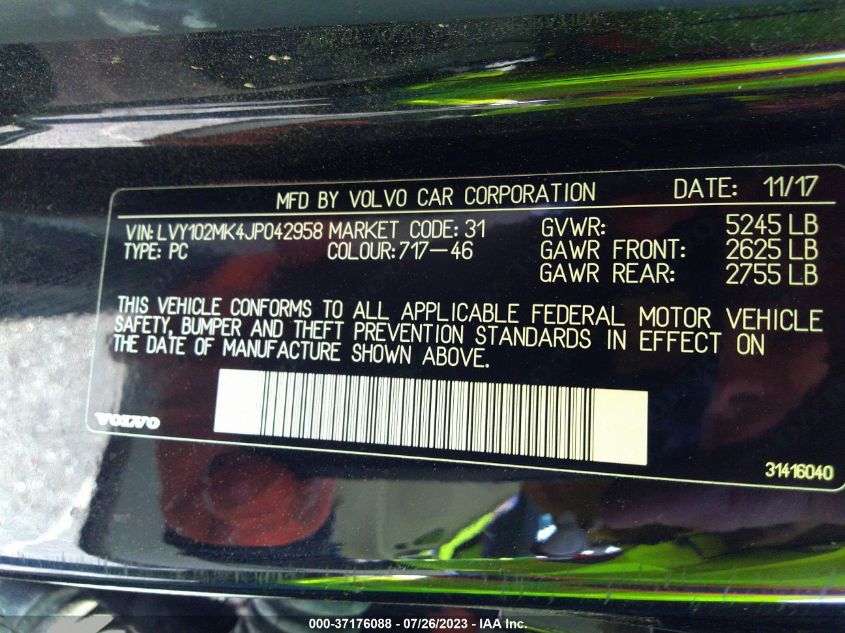 MFD BY VOLVO CAR CORPORATION DATE: 11/17
VIN: LVY102MK4JP042958 MARKET CODE: 31 GVWR: 5245 LB
TYPE: PC COLOUR: 717-46 GAWR FRONT: 2625 LB
GAWR REAR: 2755 LB
THIS VEHICLE CONFORMS TO ALL APPLICABLE FEDERAL MOTOR VEHICLE
SAFETY, BUMPER AND THEFT PREVENTION STANDARDS IN EFFECT ON
THE DATE OF MANUFACTURE SHOWN ABOVE.
VOLVO
31416040
000-37176088 - 07/26/2023 - IAA Inc.